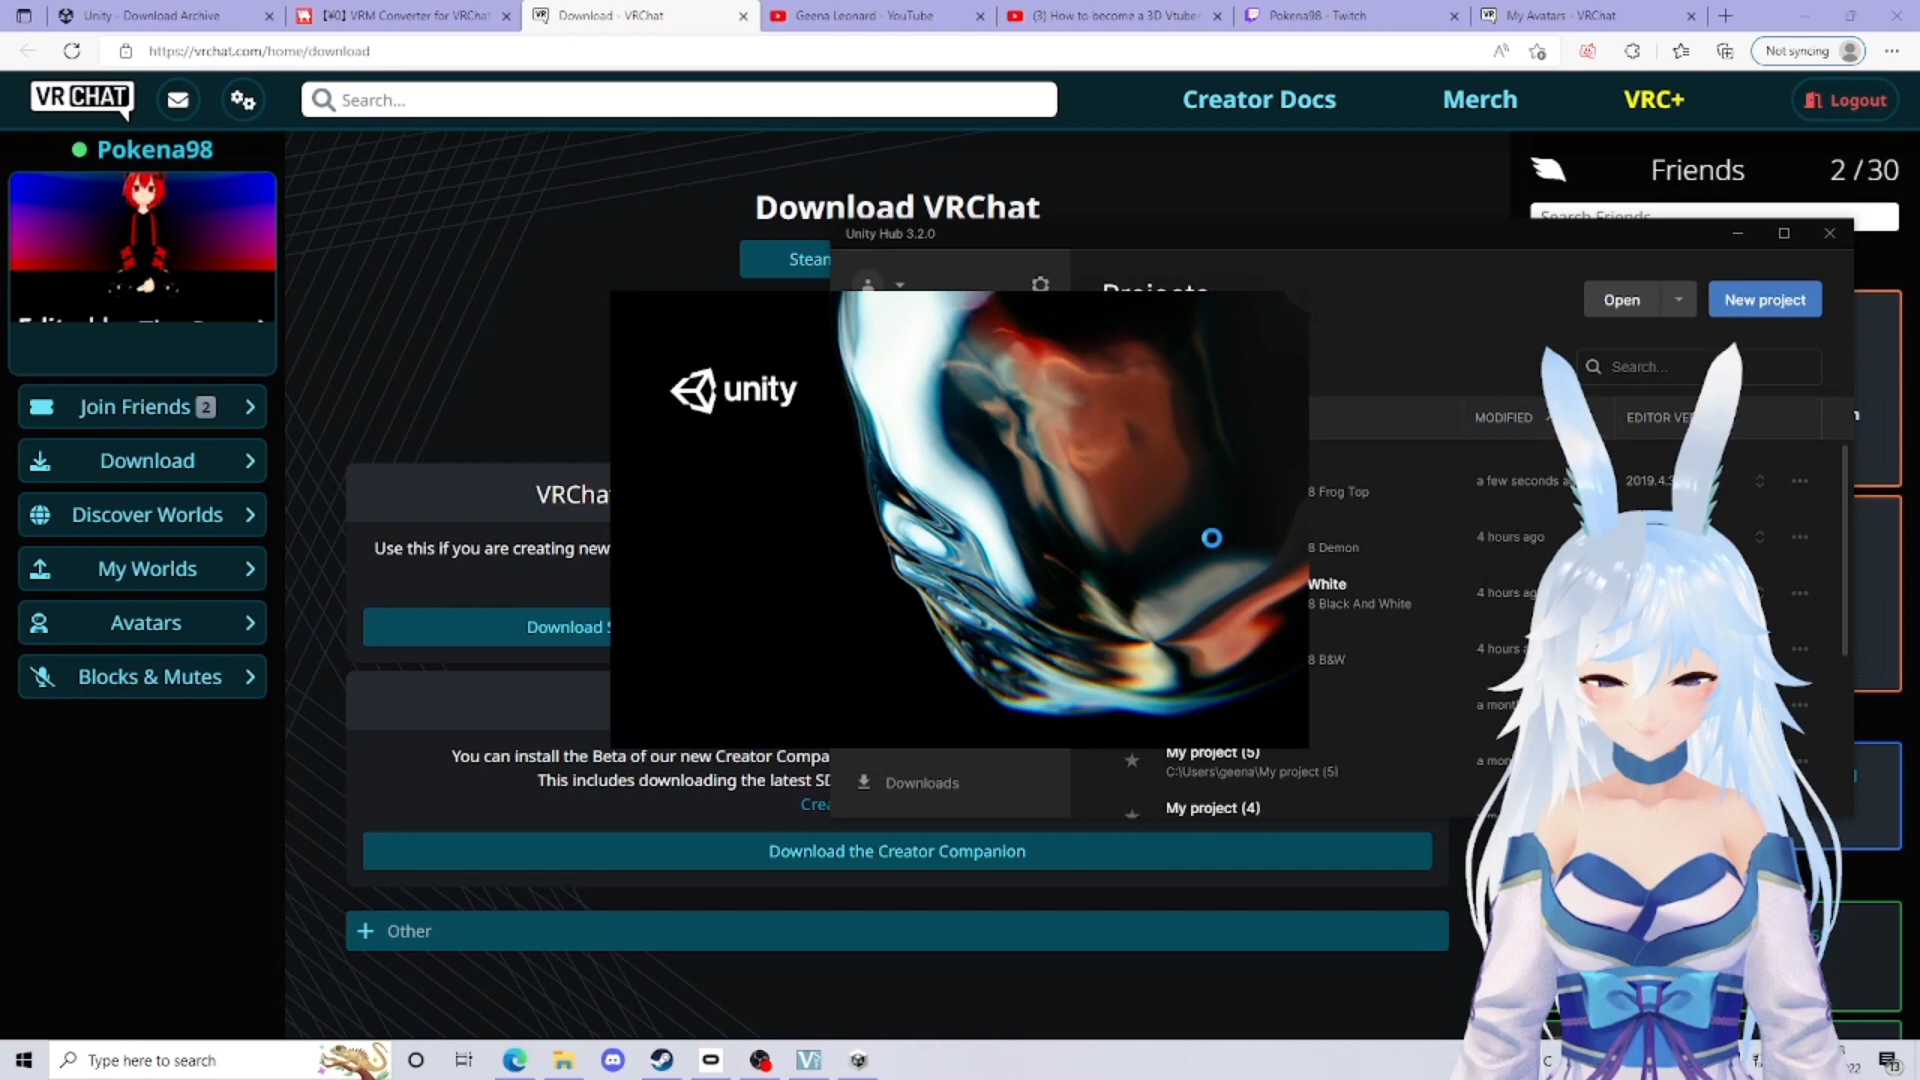 Unity - Download Archive
【¥0】VRM Converter for VRChat
Download - VRChat
Geena Leonard - YouTube
(3) How to become a 3D Vtuber
Pokena98 - Twitch
My Avatars - VRChat
https://vrchat.com/home/download
Not syncing
VRCHAT
Search...
Creator Docs
Merch
VRC+
Logout
Pokena98
Join Friends 2
Download
Discover Worlds
My Worlds
Avatars
Blocks & Mutes
Download VRChat
Steam
Friends 2 / 30
Search Friends
Unity Hub 3.2.0
Projects
Open
New project
Search...
MODIFIED
EDITOR VE
8 Frog Top
a few seconds a
2019.4.3
8 Demon
4 hours ago
White
8 Black And White
4 hours ag
8 B&W
4 hours
a mont
a mon
My project (5)
C:\Users\geena\My project (5)
My project (4)
Downloads
unity
VRChat
Use this if you are creating new
Download S
You can install the Beta of our new Creator Compa
This includes downloading the latest SD
Crea
Download the Creator Companion
Other
Type here to search